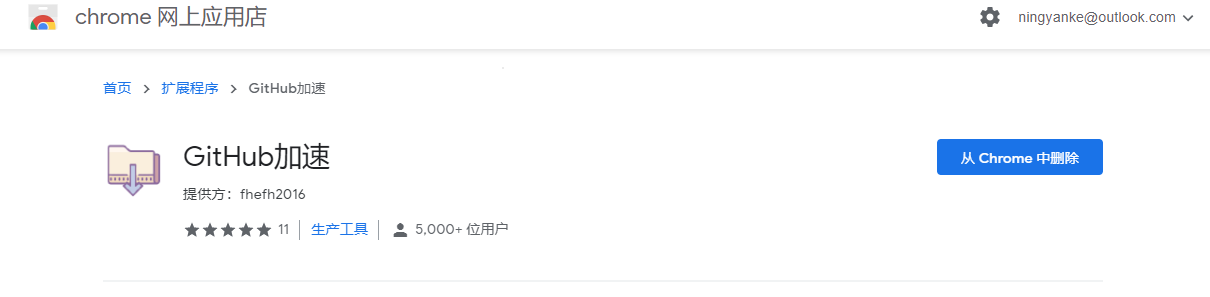 chrome 网上应用店
ningyanke@outlook.com
首页 > 扩展程序 > GitHub加速
GitHub加速
从 Chrome 中删除
提供方：fhefh2016
11 生产工具 5,000+ 位用户